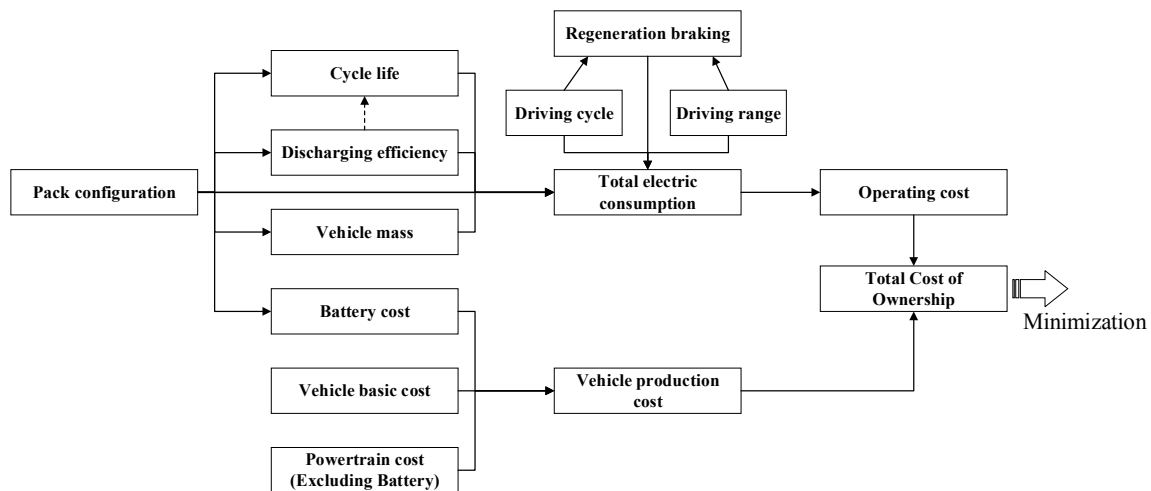 Regeneration braking
Cycle life
Driving cycle
Driving range
Discharging efficiency
Pack configuration
Total electric
consumption
Operating cost
Vehicle mass
Total Cost of
Ownership
Minimization
Battery cost
Vehicle basic cost
Vehicle production
cost
Powertrain cost
(Excluding Battery)